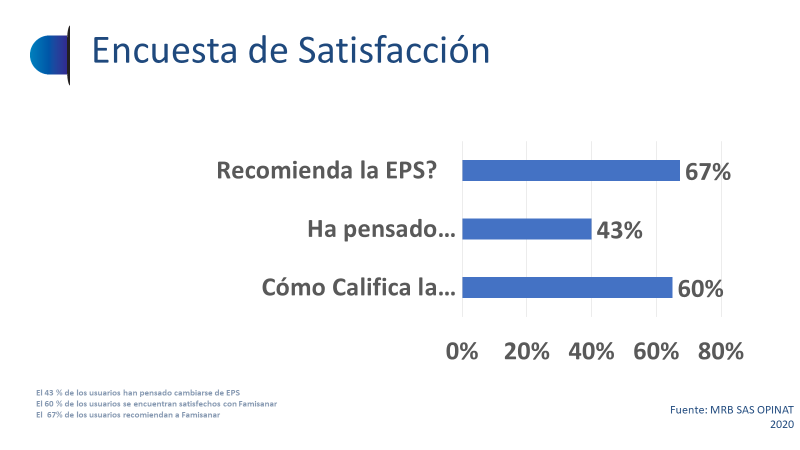 Encuesta de Satisfacción
Recomienda la EPS? 67%
Ha pensado... 43%
Cómo Califica la... 60%
0% 20% 40% 60% 80%
El 43 % de los usuarios han pensado cambiarse de EPS
El 60 % de los usuarios se encuentran satisfechos con Famisanar
El  67% de los usuarios recomiendan a Famisanar
Fuente: MRB SAS OPINAT
2020